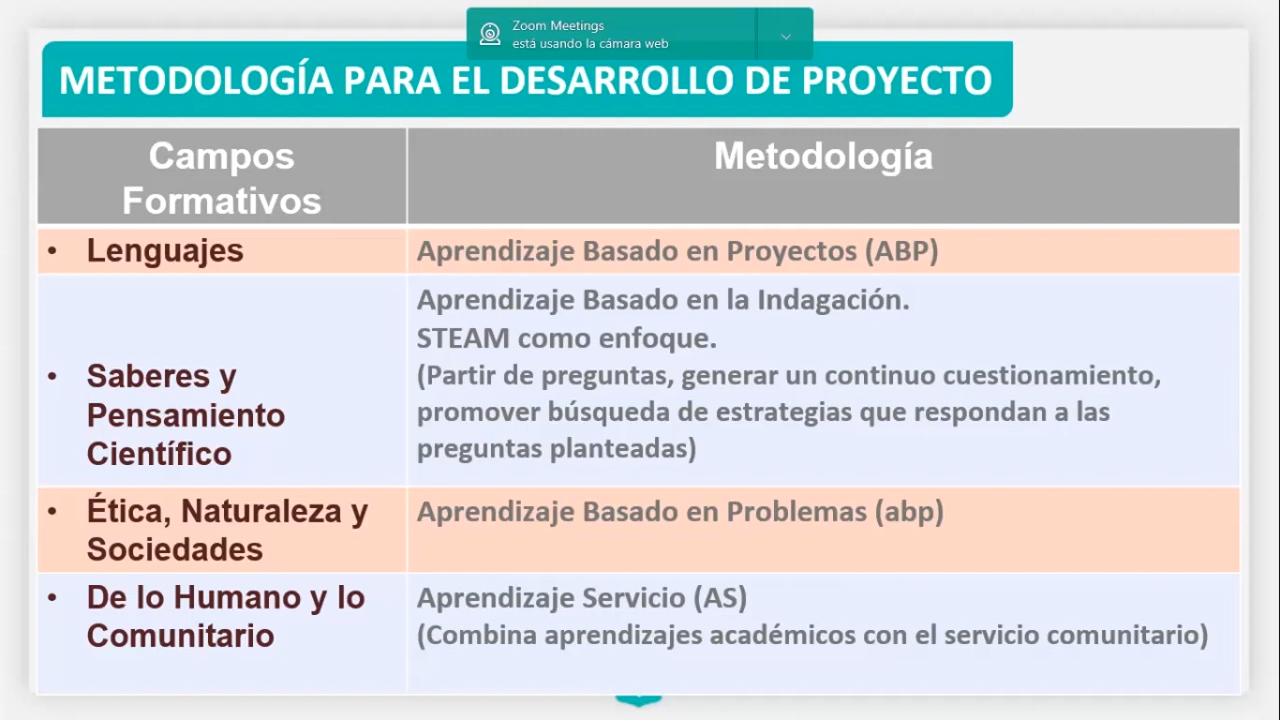 Zoom Meetings
está usando la cámara web
METODOLOGÍA PARA EL DESARROLLO DE PROYECTO
Campos
Formativos
Metodología
• Lenguajes
Aprendizaje Basado en Proyectos (ABP)
• Saberes y
Pensamiento
Científico
Aprendizaje Basado en la Indagación.
STEAM como enfoque.
(Partir de preguntas, generar un continuo cuestionamiento,
promover búsqueda de estrategias que respondan a las
preguntas planteadas)
• Ética, Naturaleza y
Sociedades
Aprendizaje Basado en Problemas (abp)
• De lo Humano y lo
Comunitario
Aprendizaje Servicio (AS)
(Combina aprendizajes académicos con el servicio comunitario)